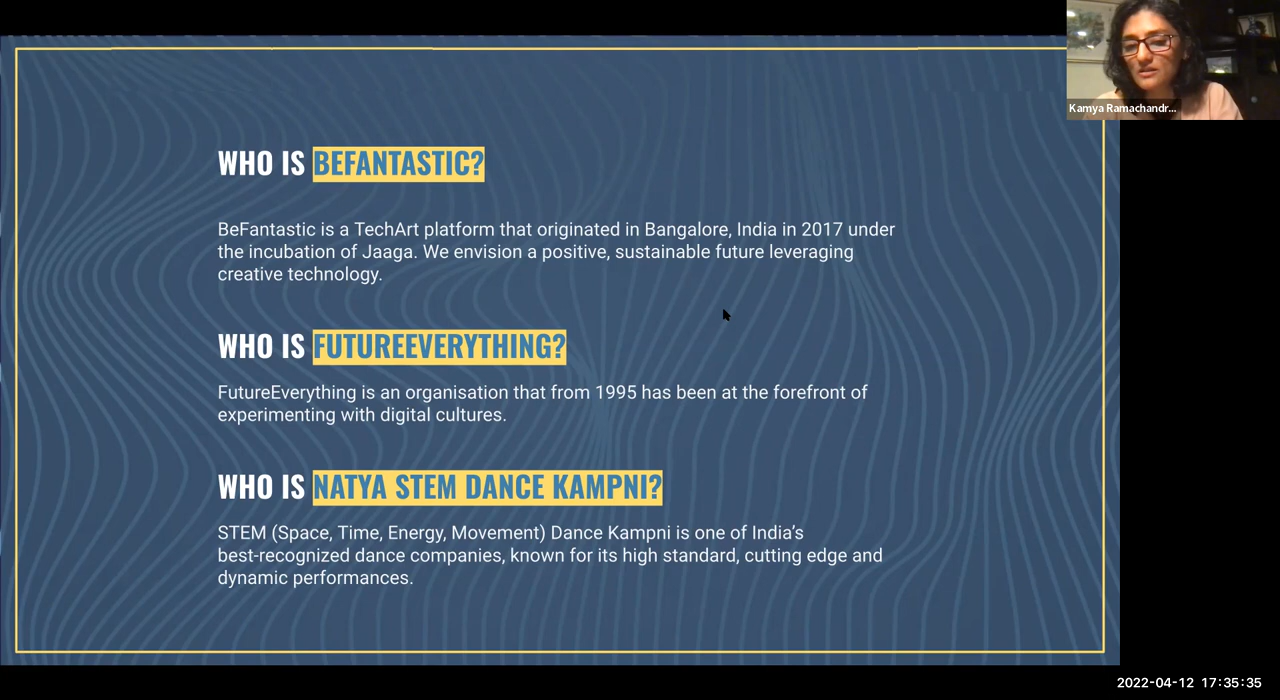 Kamya Ramachandr...
WHO IS BEFANTASTIC?
BeFantastic is a TechArt platform that originated in Bangalore, India in 2017 under
the incubation of Jaaga. We envision a positive, sustainable future leveraging
creative technology.
WHO IS FUTUREEVERYTHING?
FutureEverything is an organisation that from 1995 has been at the forefront of
experimenting with digital cultures.
WHO IS NATYA STEM DANCE KAMPNI?
STEM (Space, Time, Energy, Movement) Dance Kampni is one of India’s
best-recognized dance companies, known for its high standard, cutting edge and
dynamic performances.
2022-04-12 17:35:35